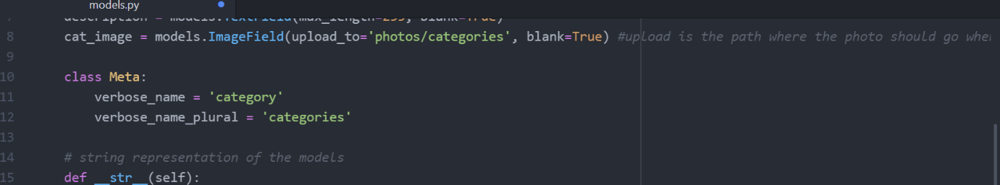 models.py
7 description = models.TextField(max_length=255, blank=True)
8 cat_image = models.ImageField(upload_to='photos/categories', blank=True) #upload is the path where the photo should go when
9
10 class Meta:
11 verbose_name = 'category'
12 verbose_name_plural = 'categories'
13
14 # string representation of the models
15 def __str__(self):